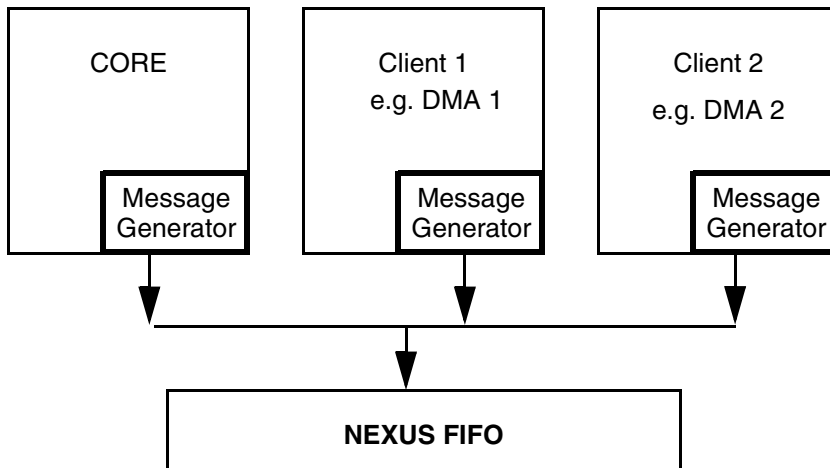 CORE
Client 1
e.g. DMA 1
Client 2
e.g. DMA 2
Message
Generator
Message
Generator
Message
Generator
NEXUS FIFO